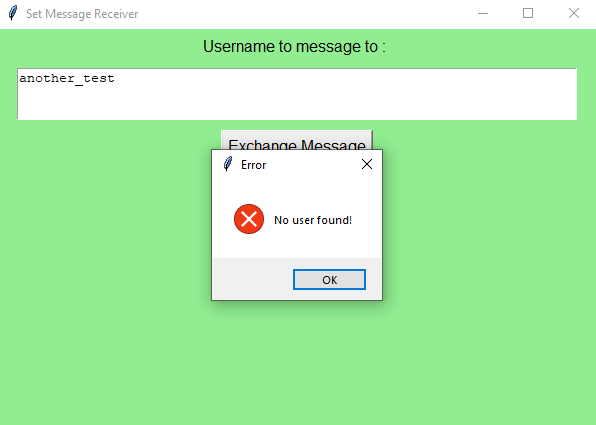 Set Message Receiver
Username to message to :
another_test
Exchange Message
Error
No user found!
OK